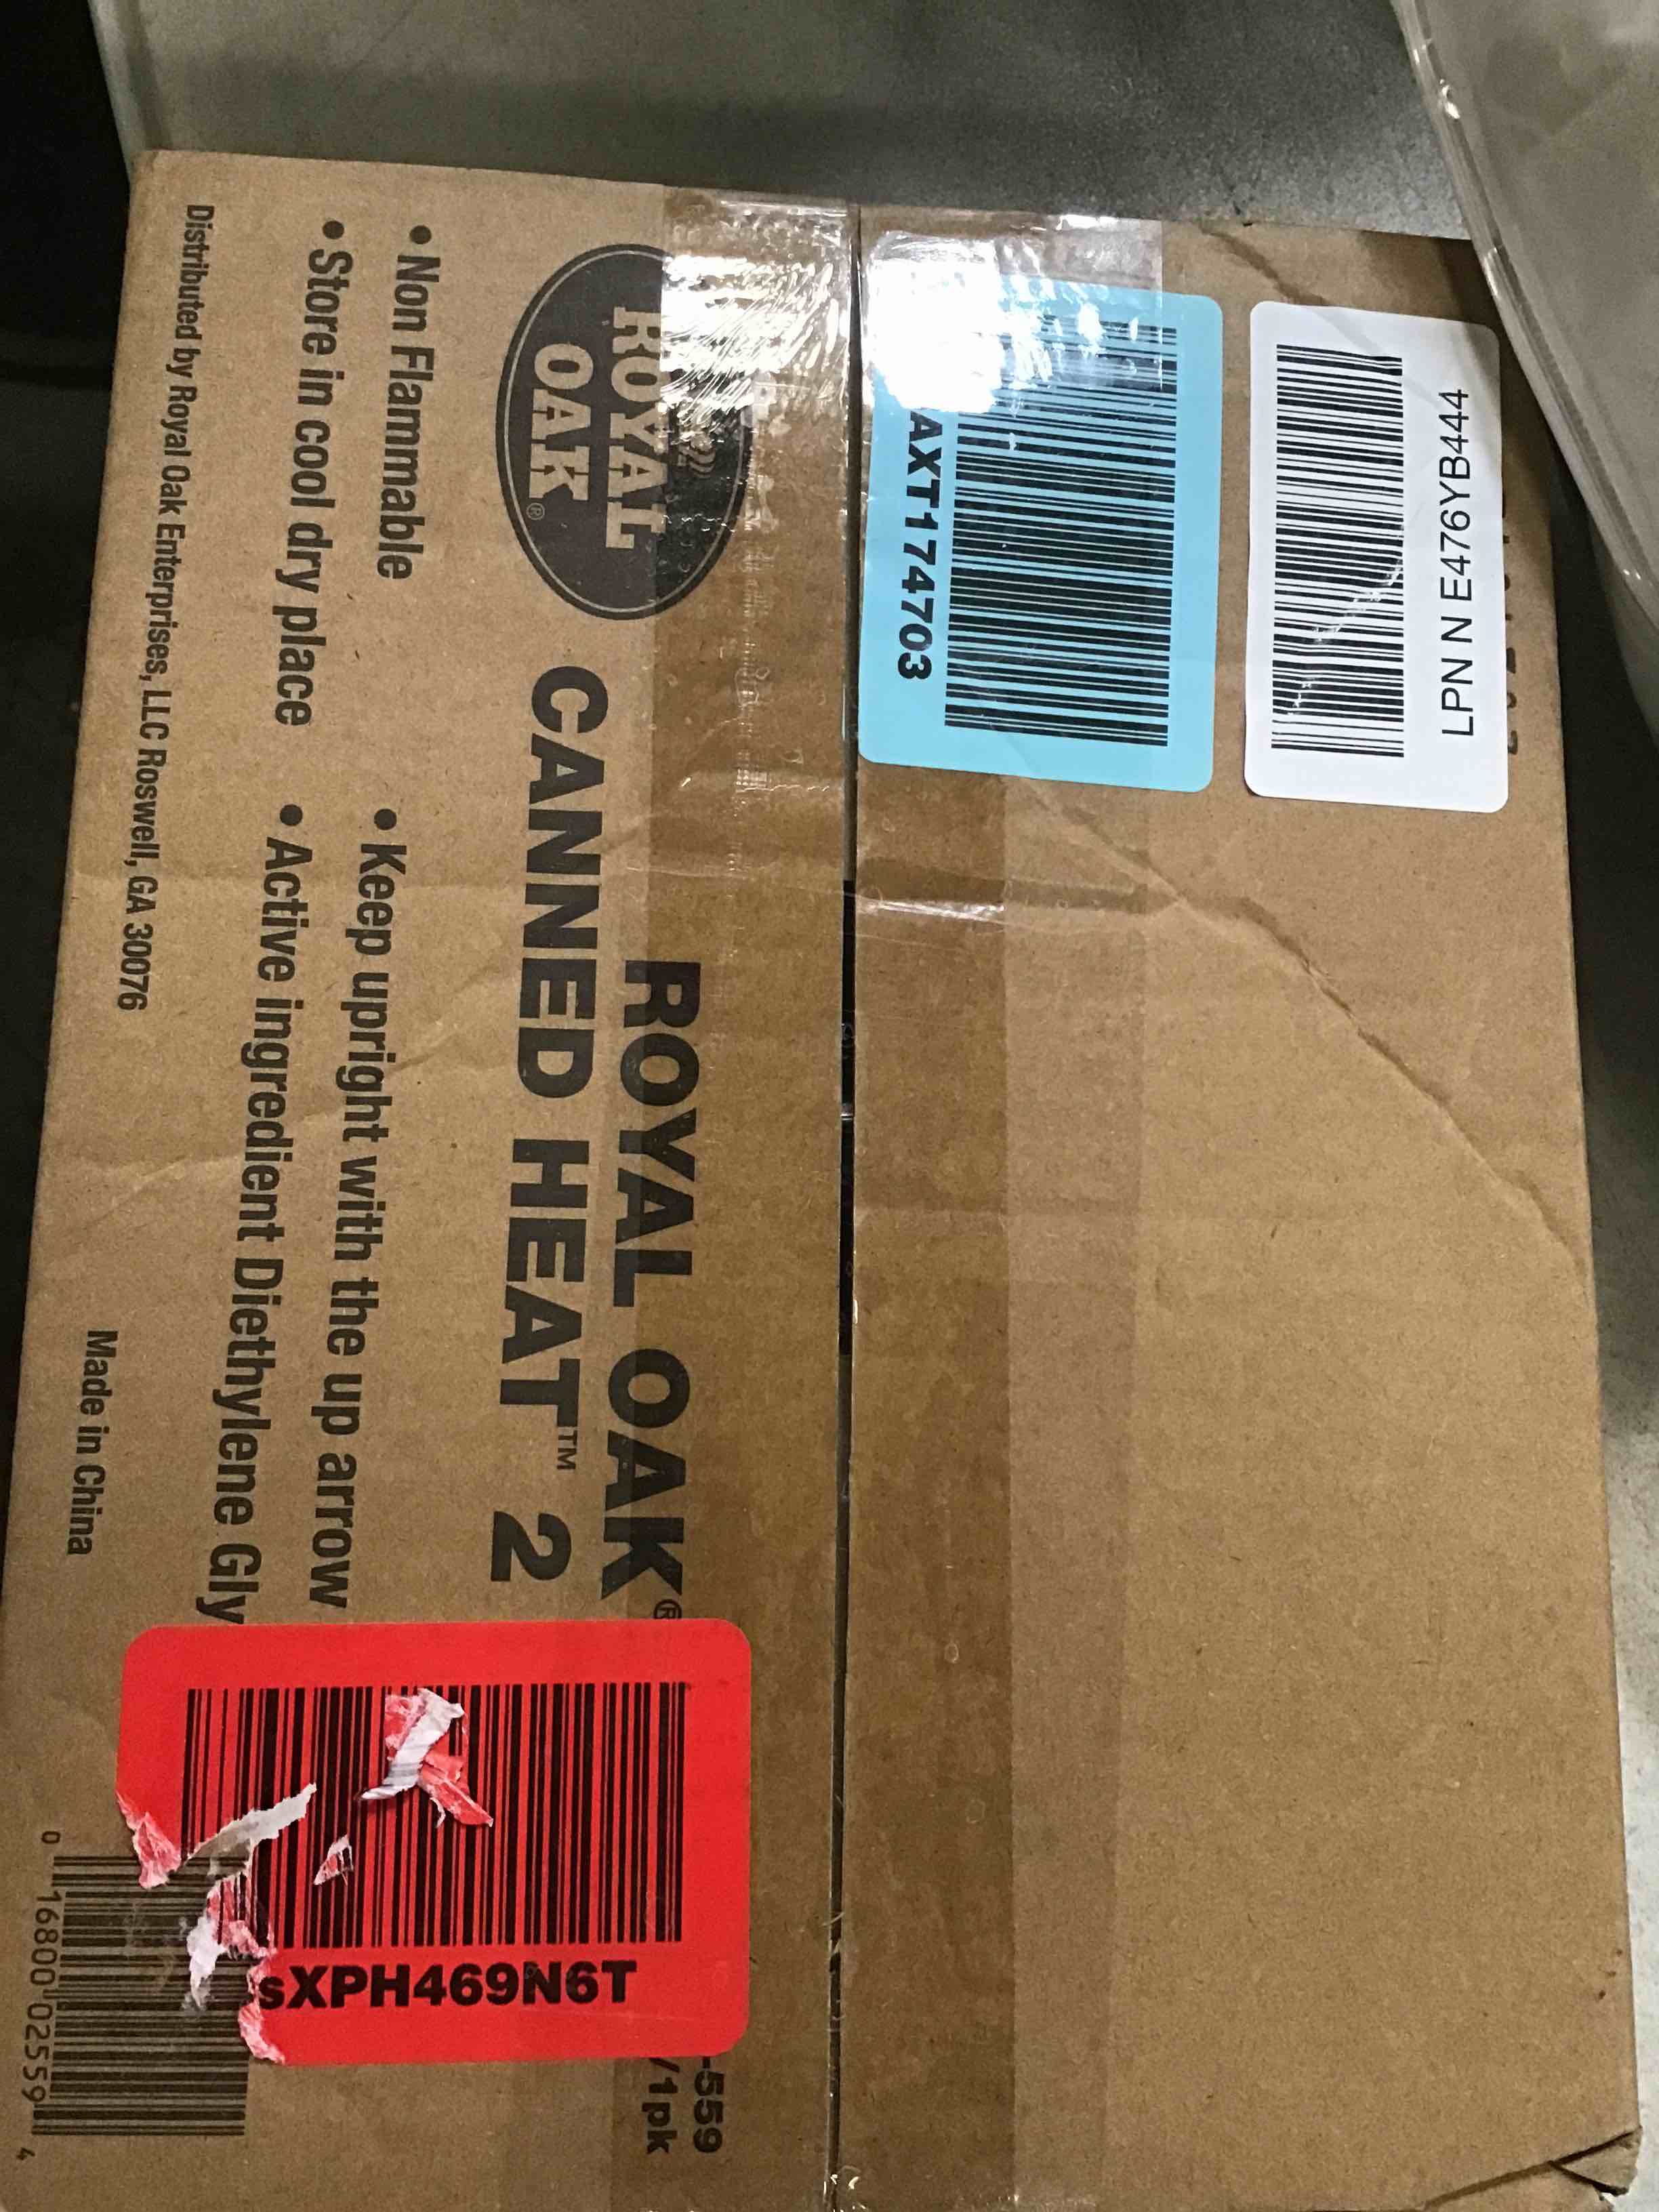 LPN N E476YB444
AXT174703
ROYAL
OAK®
ROYAL OAK®
CANNED HEAT™ 2
-559
/1pk
• Non Flammable
• Store in cool dry place
• Keep upright with the up arrow
• Active ingredient Diethylene Gly
Distributed by Royal Oak Enterprises, LLC Roswell, GA 30076
Made in China
sXPH469N6T
0 16800 02559 4